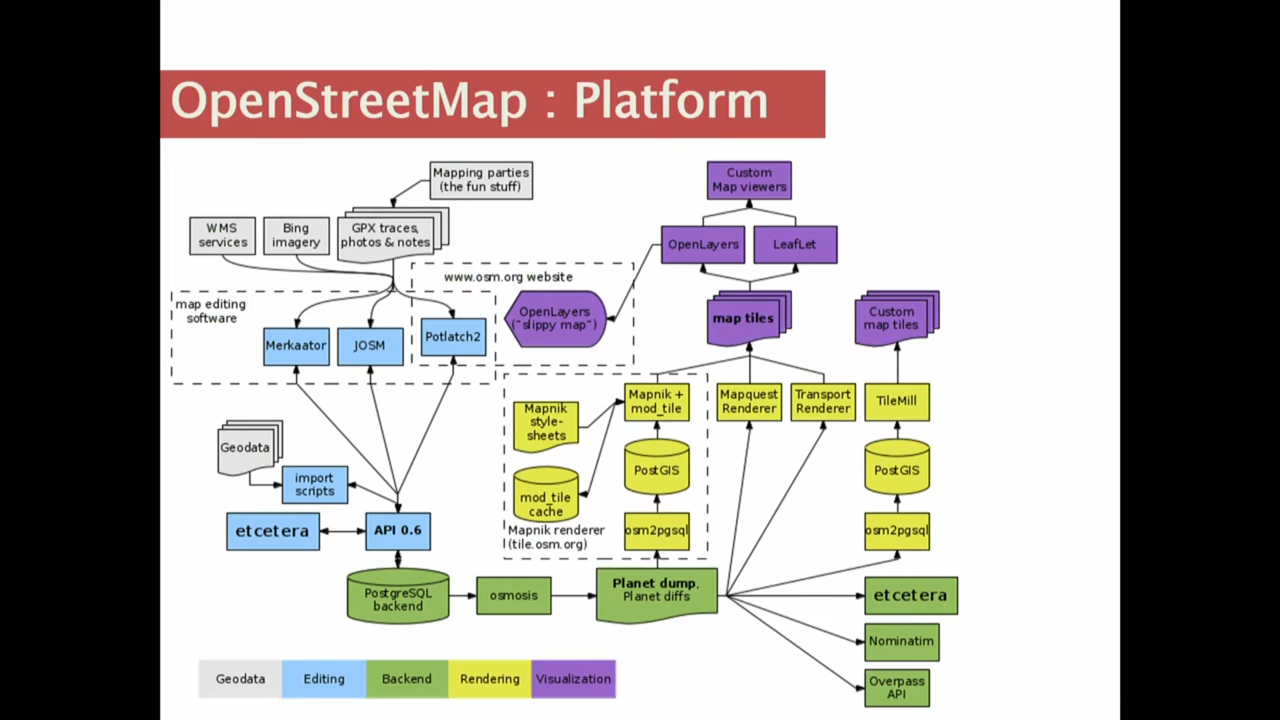 OpenStreetMap : Platform
Mapping parties
(the fun stuff)
WMS
services
Bing
imagery
GPX traces,
photos & notes
www.osm.org website
map editing
software
Merkaator
JOSM
Potlatch2
OpenLayers
("slippy map")
Custom
Map viewers
OpenLayers
LeafLet
map tiles
Custom
map tiles
Mapnik
style-
sheets
Mapnik +
mod_tile
Mapquest
Renderer
Transport
Renderer
TileMill
PostGIS
PostGIS
mod_tile
cache
Mapnik renderer
(tile.osm.org)
osm2pgsql
osm2pgsql
Geodata
import
scripts
etcetera
API 0.6
PostgreSQL
backend
osmosis
Planet dump,
Planet diffs
etcetera
Nominatim
Overpass
API
Geodata
Editing
Backend
Rendering
Visualization